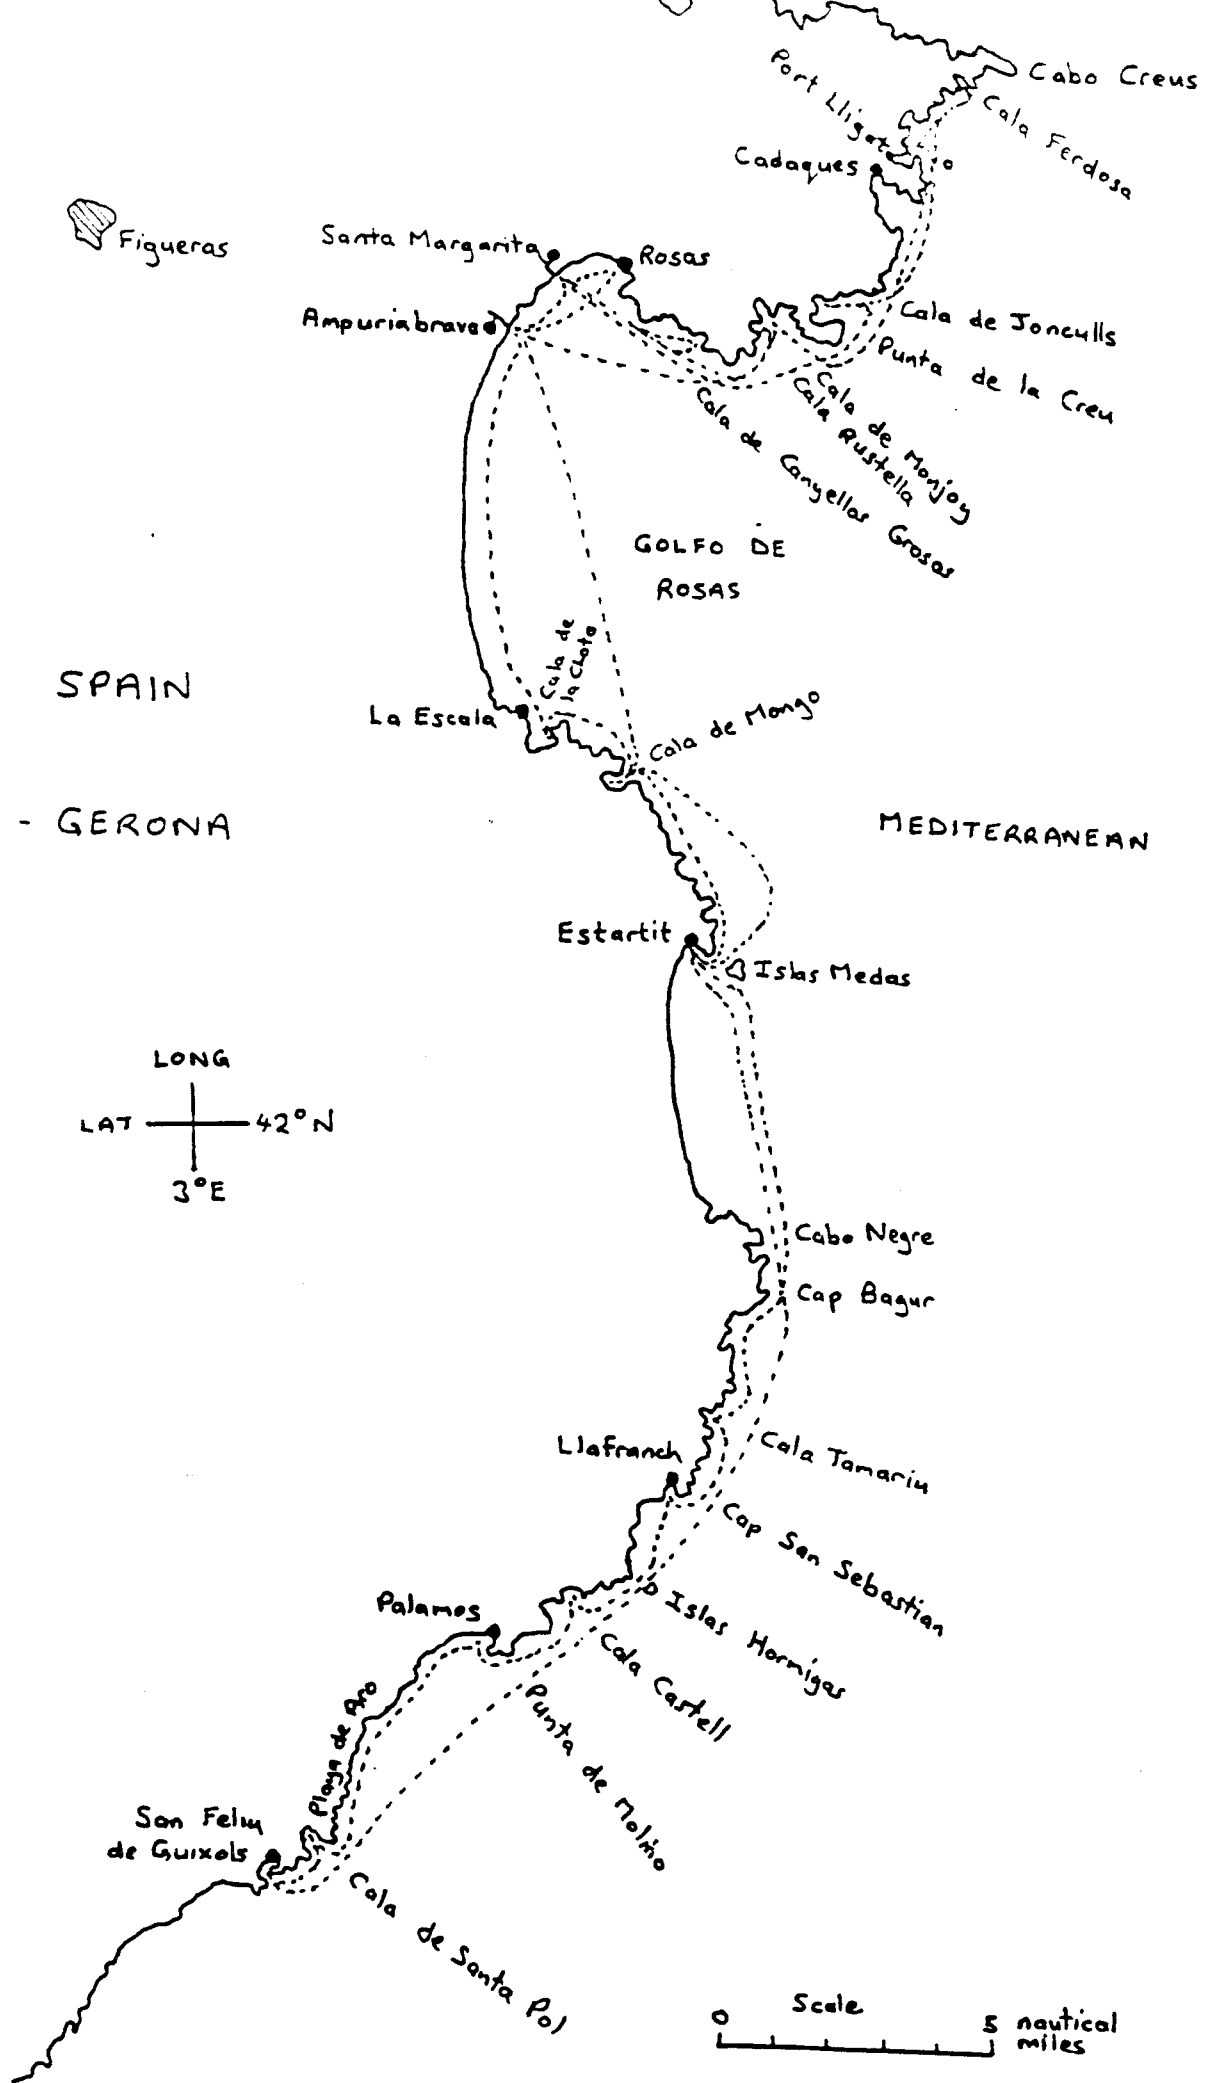 Cabo Creus
Port Lligat
Cala Ferdosa
Cadaques
Figueras
Santa Margarita
Rosas
Ampuriabrava
Cala de Jonculls
Punta de la Creu
Cala de Monjoy
Cala Rustella
Cala de Canyellas Grosas
GOLFO DE
ROSAS
Cala de
la Clota
SPAIN
La Escala
Cala de Mongo
- GERONA
MEDITERRANEAN
Estartit
Islas Medas
LONG
LAT
42°N
3°E
Cabo Negre
Cap Bagur
Llafranch
Cala Tamariu
Cap San Sebastian
Palamos
Islas Hormigas
Cala Castell
Playa de Aro
Punta de Molino
San Feliu
de Guixols
Cala de Santa Pol
Scale
0
5 nautical
miles